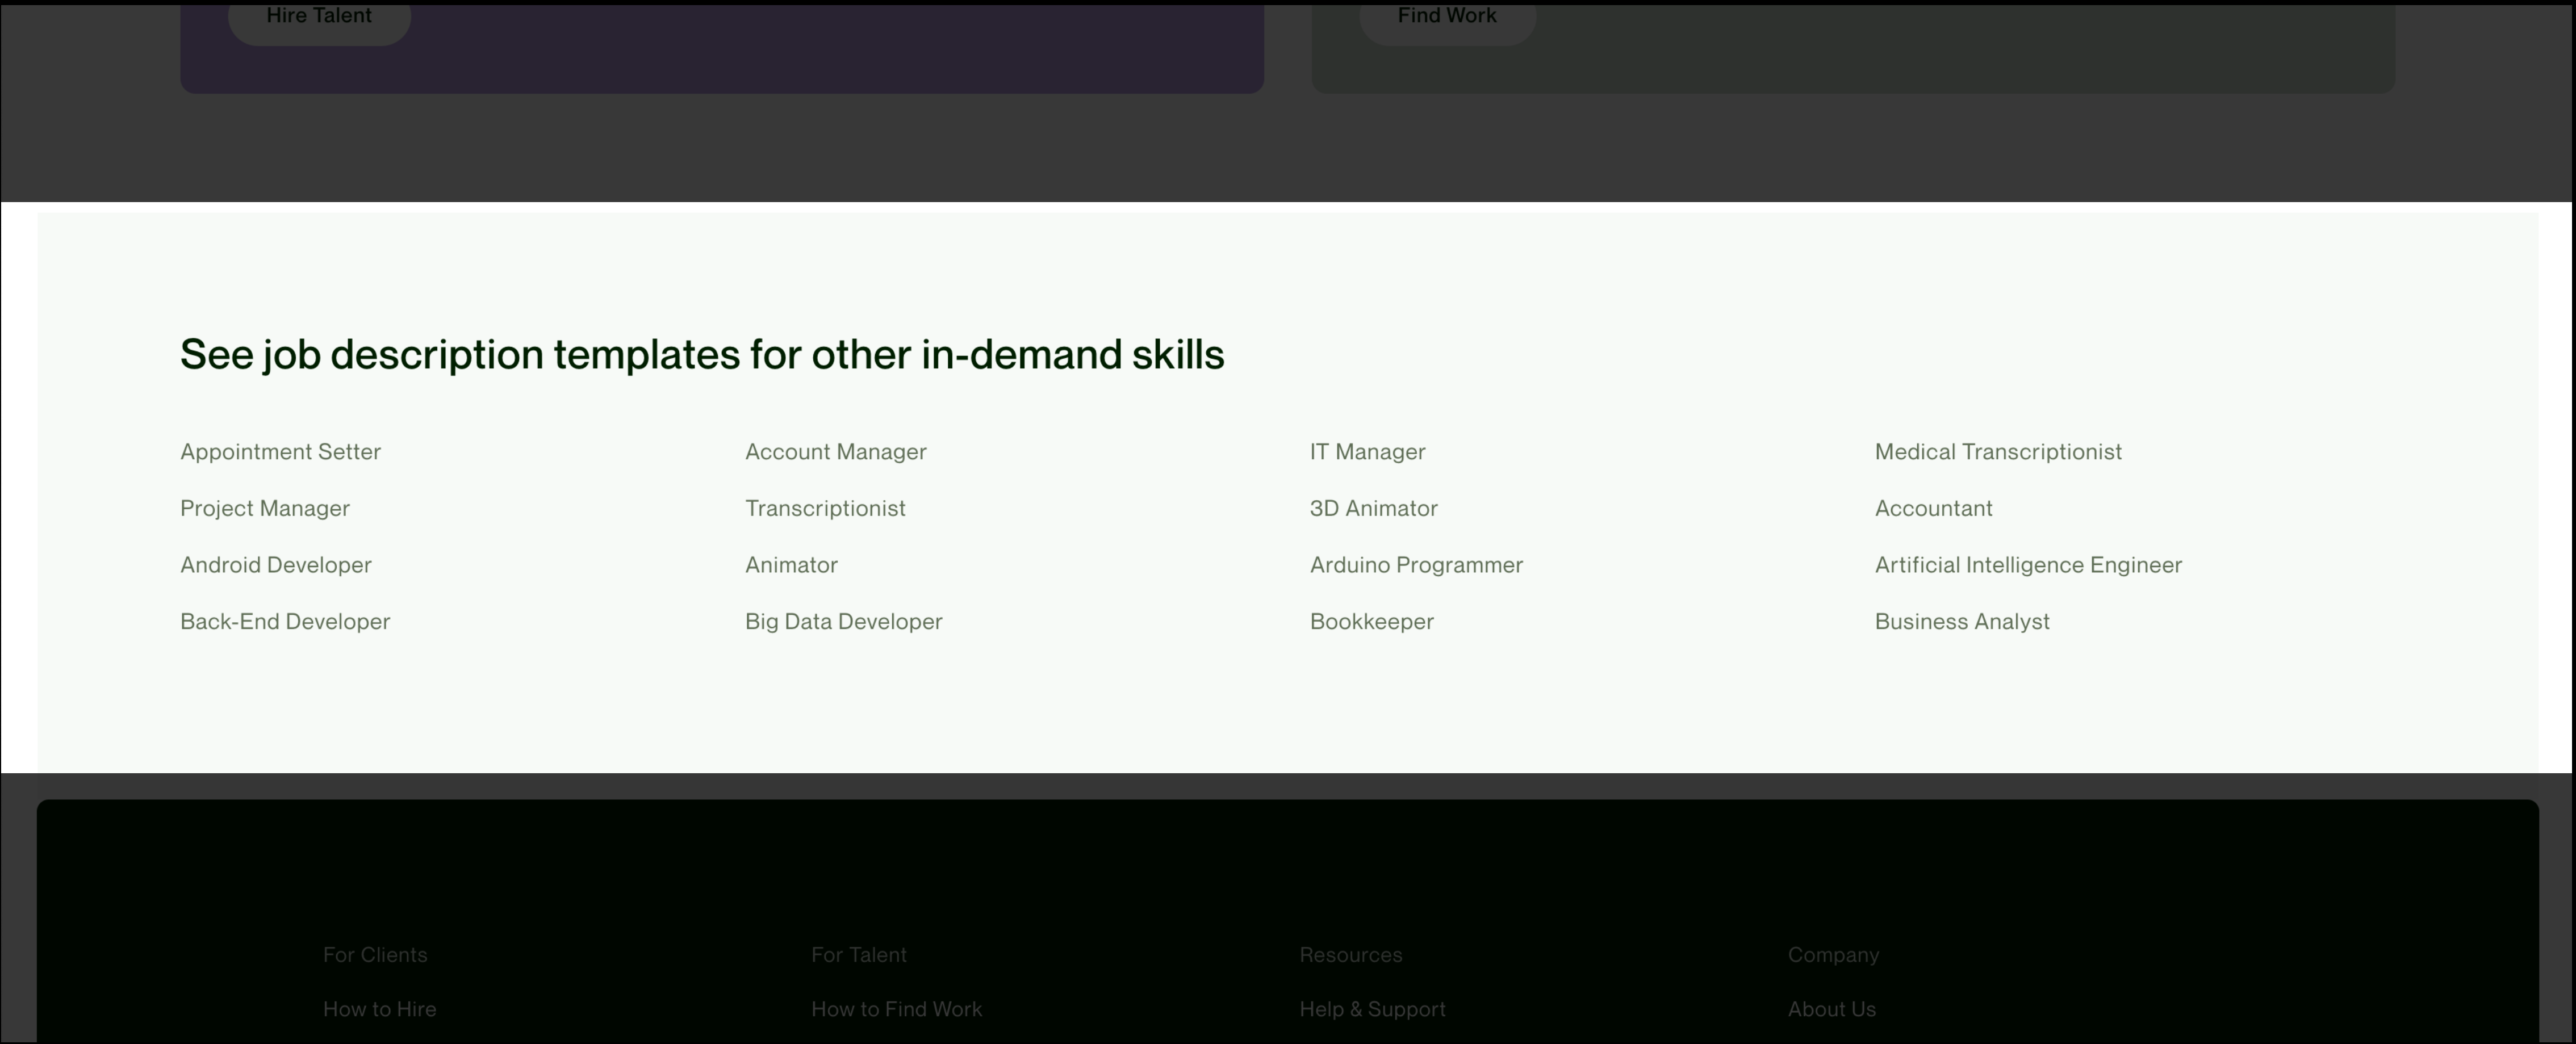 Hire Talent
Find Work
See job description templates for other in-demand skills
Appointment Setter
Account Manager
IT Manager
Medical Transcriptionist
Project Manager
Transcriptionist
3D Animator
Accountant
Android Developer
Animator
Arduino Programmer
Artificial Intelligence Engineer
Back-End Developer
Big Data Developer
Bookkeeper
Business Analyst
For Clients
For Talent
Resources
Company
How to Hire
How to Find Work
Help & Support
About Us